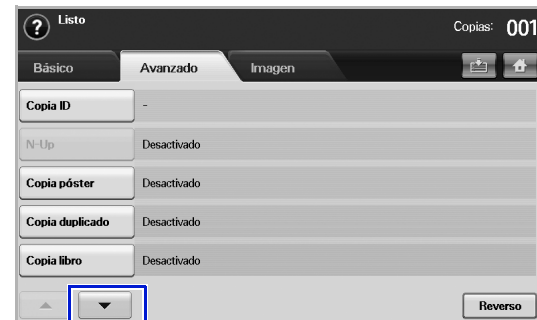 ? Listo
Copias: 001
Básico Avanzado Imagen
Copia ID -
N-Up Desactivado
Copia póster Desactivado
Copia duplicado Desactivado
Copia libro Desactivado
Reverso